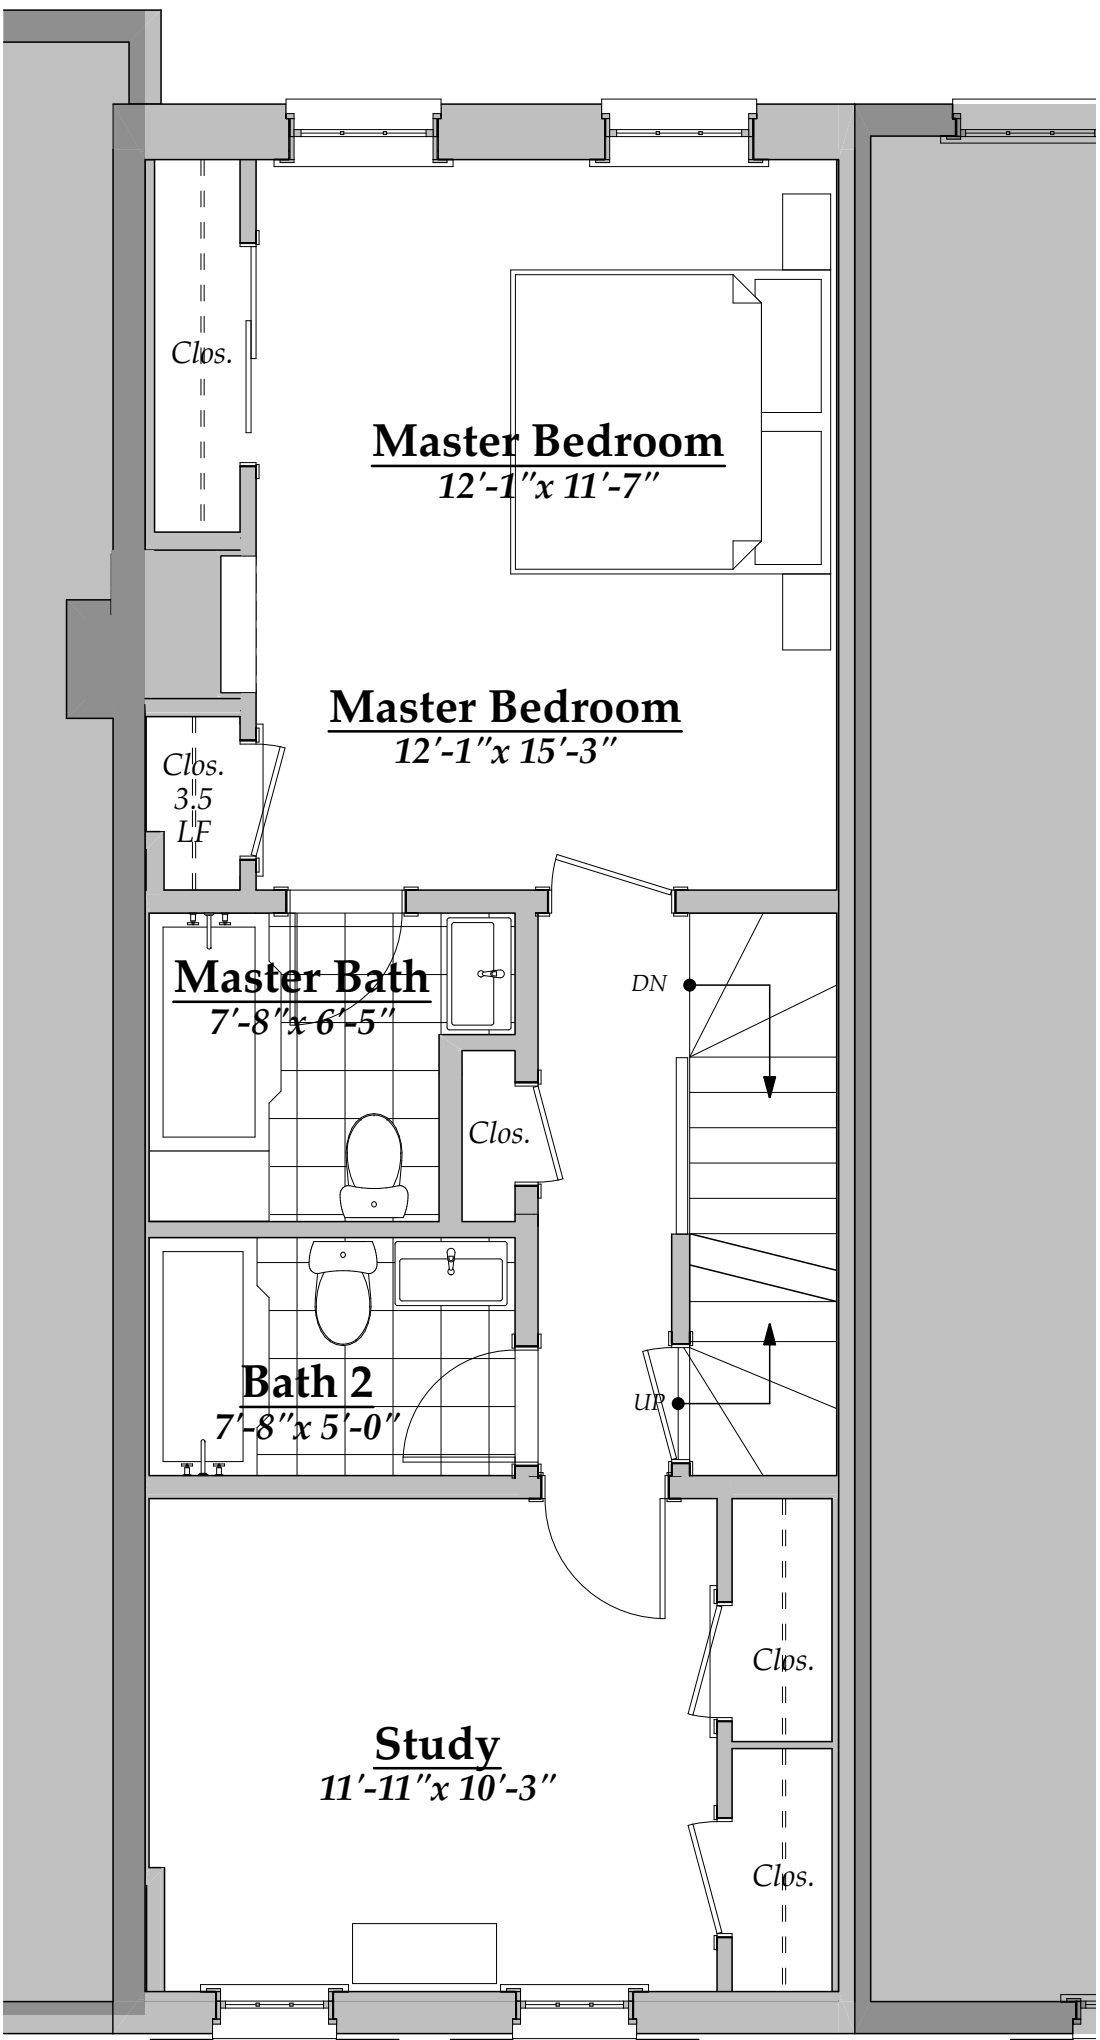 Clos.
Master Bedroom
12'-1"x 11'-7"
Master Bedroom
12'-1"x 15'-3"
Clos.
3.5
LF
Master Bath
7'-8"x 6'-5"
DN
Clos.
Bath 2
7'-8"x 5'-0"
UP
Clos.
Study
11'-11"x 10'-3"
Clos.